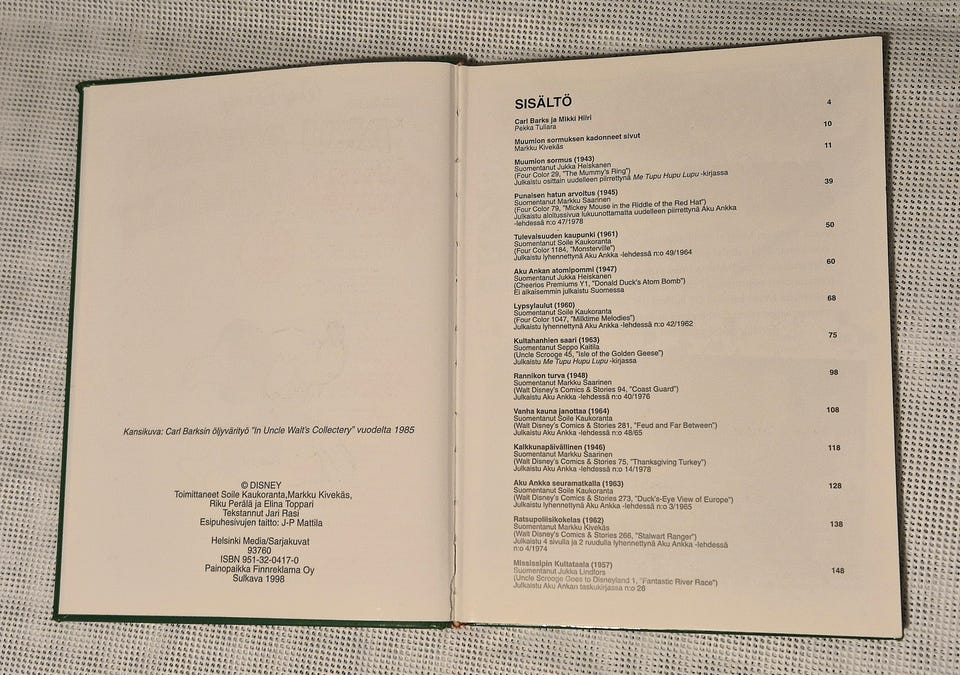 Kansikuva: Carl Barksin öljyvärityö "In Uncle Walt's Collectery" vuodelta 1985
© DISNEY
Toimittaneet Soile Kaukoranta,Markku Kivekäs,
Riku Perälä ja Elina Toppari
Tekstannut Jari Rasi
Esipuhesivujen taitto: J-P Mattila
Helsinki Media/Sarjakuvat
93760
ISBN 951-32-0417-0
Painopaikka Finnreklama Oy
Sulkava 1998
SISÄLTÖ
Carl Barks ja Mikki Hiiri 4
Pekka Tuliara
Muumion sormuksen kadonneet sivut 10
Markku Kivekäs
Muumion sormus (1943) 11
Suomentanut Jukka Heiskanen
(Four Color 29, "The Mummy's Ring")
Julkaistu osittain uudelleen piirrettynä Me Tupu Hupu Lupu -kirjassa
Punaisen hatun arvoitus (1945) 39
Suomentanut Markku Saarinen
(Four Color 79, "Mickey Mouse in the Riddle of the Red Hat")
Julkaistu aloitussivua lukuunottamatta uudelleen piirrettynä Aku Ankka
-lehdessä n:o 47/1978
Tulevaisuuden kaupunki (1961) 50
Suomentanut Soile Kaukoranta
(Four Color 1184, "Monsterville")
Julkaistu lyhennettynä Aku Ankka -lehdessä n:o 49/1964
Aku Ankan atomipommi (1947) 60
Suomentanut Jukka Heiskanen
(Cheerios Premiums Y1, "Donald Duck's Atom Bomb")
Ei aikaisemmin julkaistu Suomessa
Lypsylaulut (1960) 68
Suomentanut Soile Kaukoranta
(Four Color 1047, "Milktime Melodies")
Julkaistu lyhennettynä Aku Ankka -lehdessä n:o 42/1962
Kultahanhien saari (1963) 75
Suomentanut Seppo Kaitila
(Uncle Scrooge 45, "Isle of the Golden Geese")
Julkaistu Me Tupu Hupu Lupu -kirjassa
Rannikon turva (1948) 98
Suomentanut Markku Saarinen
(Walt Disney's Comics & Stories 94, "Coast Guard")
Julkaistu Aku Ankka -lehdessä n:o 40/1976
Vanha kauna janottaa (1964) 108
Suomentanut Soile Kaukoranta
(Walt Disney's Comics & Stories 281, "Feud and Far Between")
Julkaistu Aku Ankka -lehdessä n:o 48/65
Kalkkunapäivällinen (1946) 118
Suomentanut Markku Saarinen
(Walt Disney's Comics & Stories 75, "Thanksgiving Turkey")
Julkaistu Aku Ankka -lehdessä n:o 14/1978
Aku Ankka seuramatkalla (1963) 128
Suomentanut Soile Kaukoranta
(Walt Disney's Comics & Stories 273, "Duck's-Eye View of Europe")
Julkaistu lyhennettynä Aku Ankka -lehdessä n:o 3/1965
Ratsupoliisikokelas (1962) 138
Suomentanut Markku Kivekäs
(Walt Disney's Comics & Stories 266, "Stalwart Ranger")
Julkaistu 4 sivulla ja 2 ruudulla lyhennettynä Aku Ankka -lehdessä
n:o 4/1974
Mississipin Kultataala (1957) 148
Suomentanut Jukka Lindfors
(Uncle Scrooge Goes to Disneyland 1, "Fantastic River Race")
Julkaistu Aku Ankan taskukirjassa n:o 26